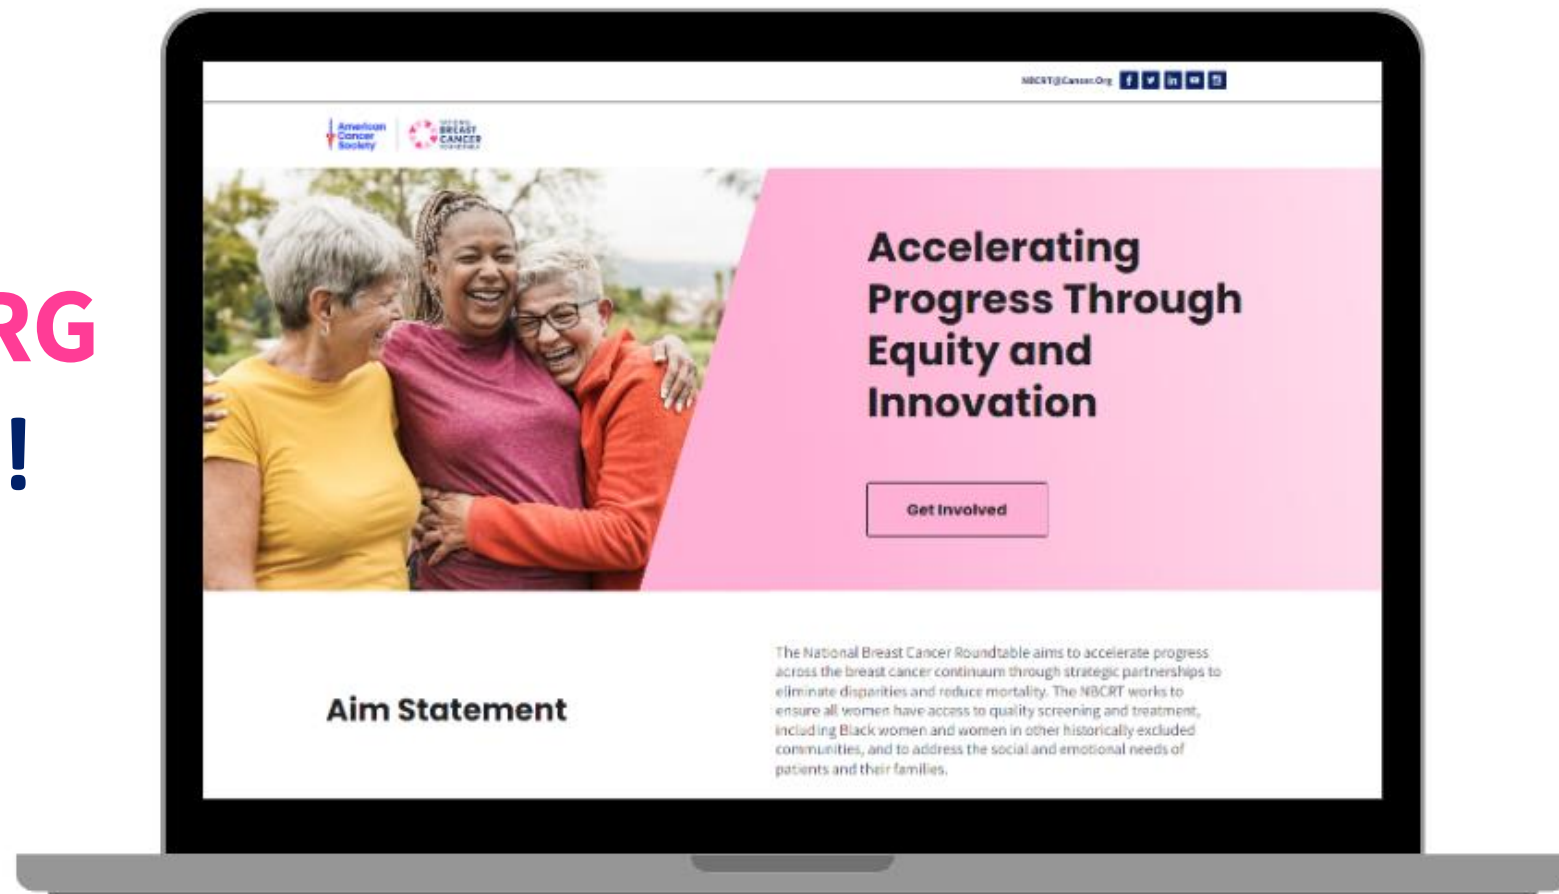 RG
!
NBCRT@Cancer.Org
American
Cancer
Society
NATIONAL
BREAST
CANCER
ROUNDTABLE
Accelerating
Progress Through
Equity and
Innovation
Get Involved
Aim Statement
The National Breast Cancer Roundtable aims to accelerate progress
across the breast cancer continuum through strategic partnerships to
eliminate disparities and reduce mortality. The NBCRT works to
ensure all women have access to quality screening and treatment,
including Black women and women in other historically excluded
communities, and to address the social and emotional needs of
patients and their families.